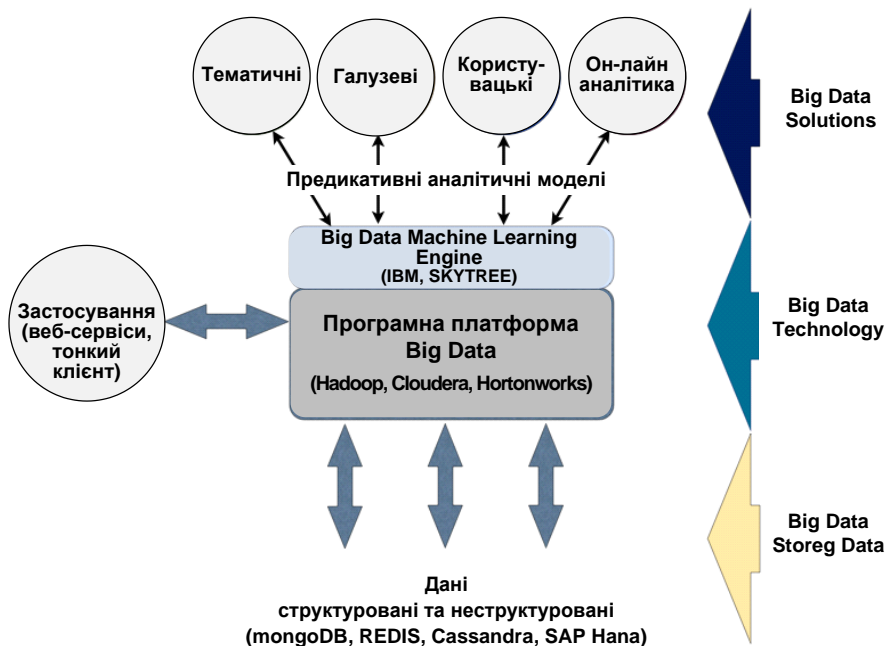 Тематичні
Галузеві
Користу-
вацькі
Он-лайн
аналітика
Big Data
Solutions
Предикативні аналітичні моделі
Big Data Machine Learning
Engine
(IBM, SKYTREE)
Застосування
(веб-сервіси,
тонкий
клієнт)
Програмна платформа
Big Data
(Hadoop, Cloudera, Hortonworks)
Big Data
Technology
Big Data
Storeg Data
Дані
структуровані та неструктуровані
(mongoDB, REDIS, Cassandra, SAP Hana)